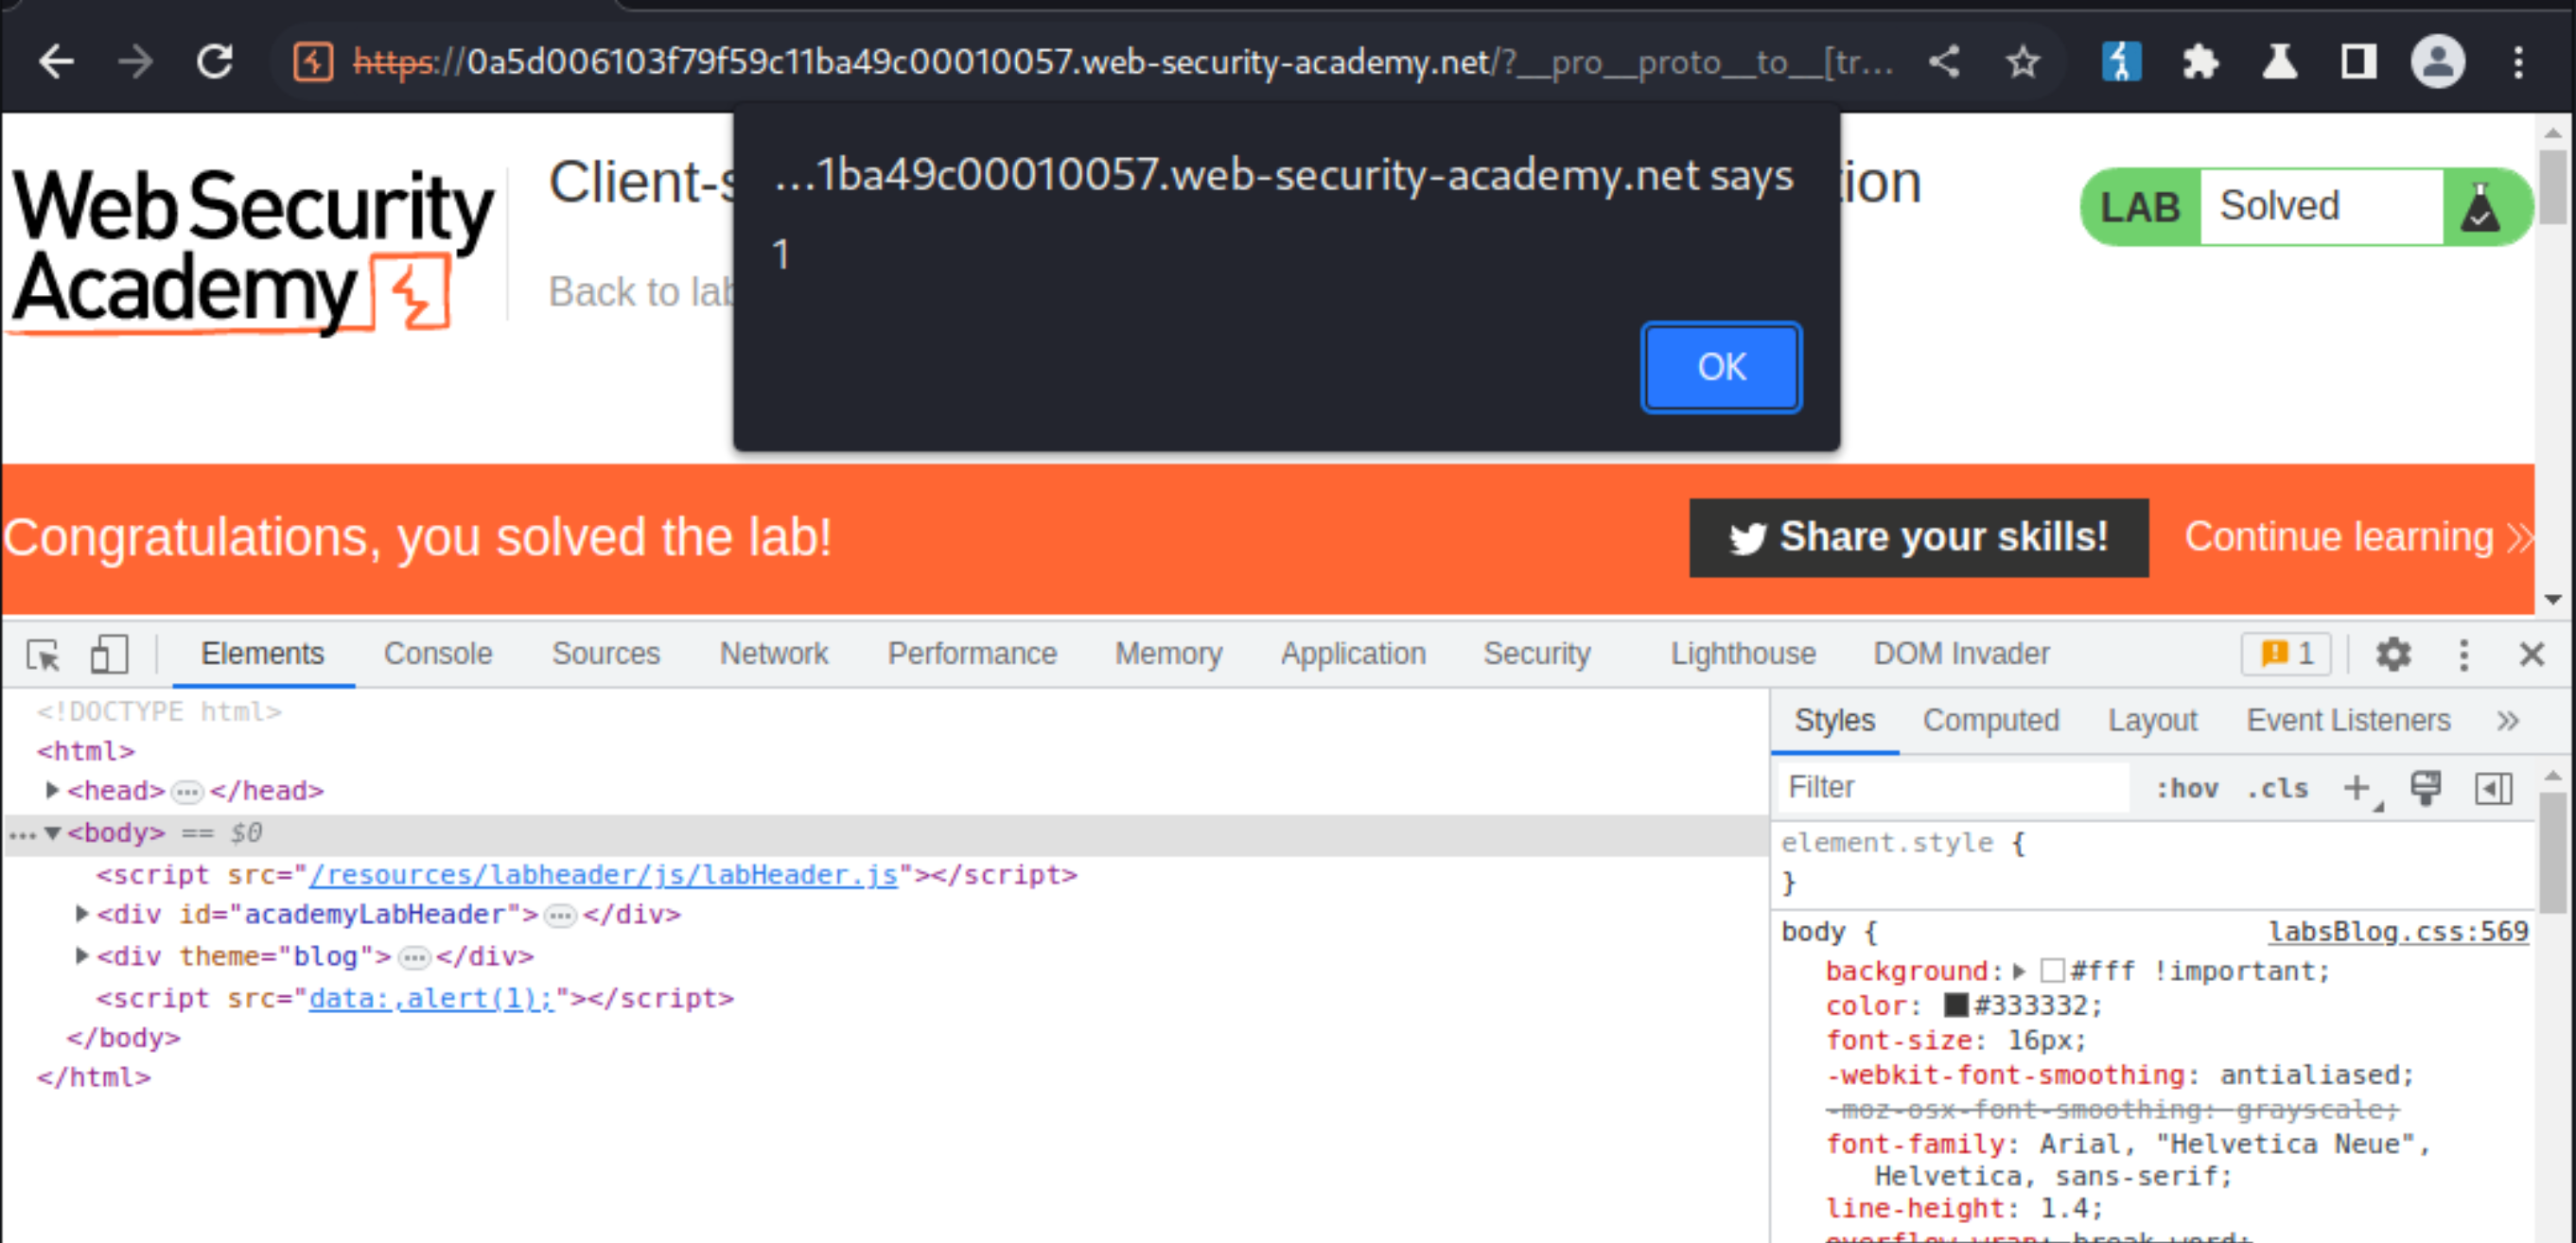 https://0a5d006103f79f59c11ba49c00010057.web-security-academy.net/?__pro__proto__to__[tr...
...1ba49c00010057.web-security-academy.net says
1
OK
Web Security
Academy
Client-s
tion
Back to lab
LAB Solved
Congratulations, you solved the lab!
Share your skills!
Continue learning
Elements Console Sources Network Performance Memory Application Security Lighthouse DOM Invader 1
<!DOCTYPE html>
<html>
<head> ... </head>
... <body> == $0
<script src="/resources/labheader/js/labHeader.js"></script>
<div id="academyLabHeader"> ... </div>
<div theme="blog"> ... </div>
<script src="data:,alert(1);"></script>
</body>
</html>
Styles Computed Layout Event Listeners
Filter :hov .cls
element.style {
}
body { labsBlog.css:569
background: #fff !important;
color: #333332;
font-size: 16px;
-webkit-font-smoothing: antialiased;
-moz-osx-font-smoothing: grayscale;
font-family: Arial, "Helvetica Neue",
Helvetica, sans-serif;
line-height: 1.4;
overflow-wrap: break-word;